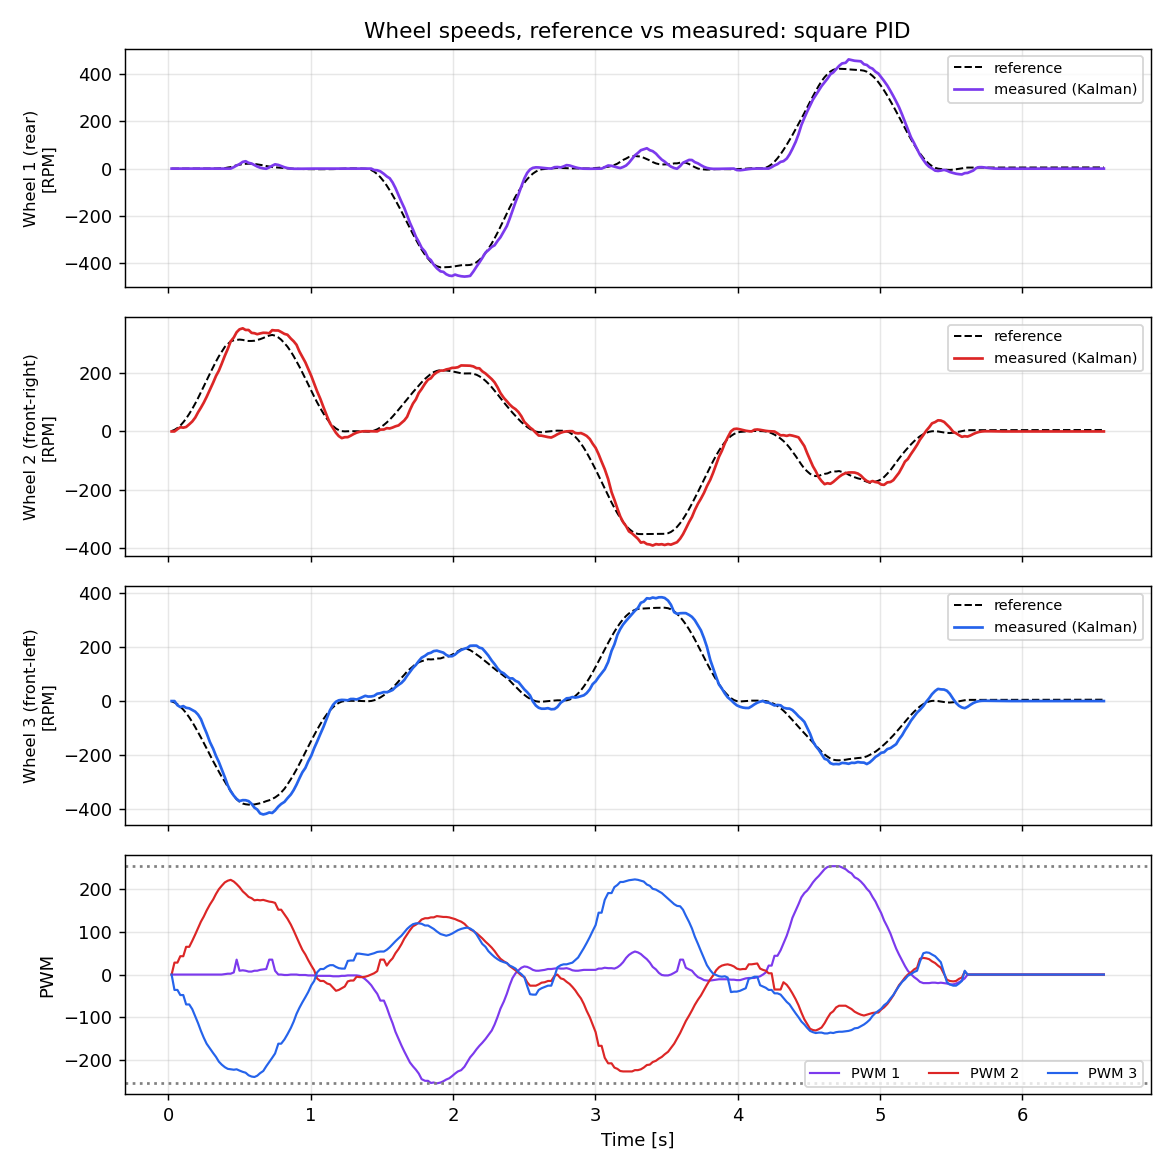 Wheel speeds, reference vs measured: square PID
Wheel 1 (rear)
[RPM]
400
200
0
−200
−400
reference
measured (Kalman)
Wheel 2 (front-right)
[RPM]
200
0
−200
−400
reference
measured (Kalman)
Wheel 3 (front-left)
[RPM]
400
200
0
−200
−400
reference
measured (Kalman)
PWM
200
100
0
−100
−200
PWM 1 PWM 2 PWM 3
0 1 2 3 4 5 6
Time [s]